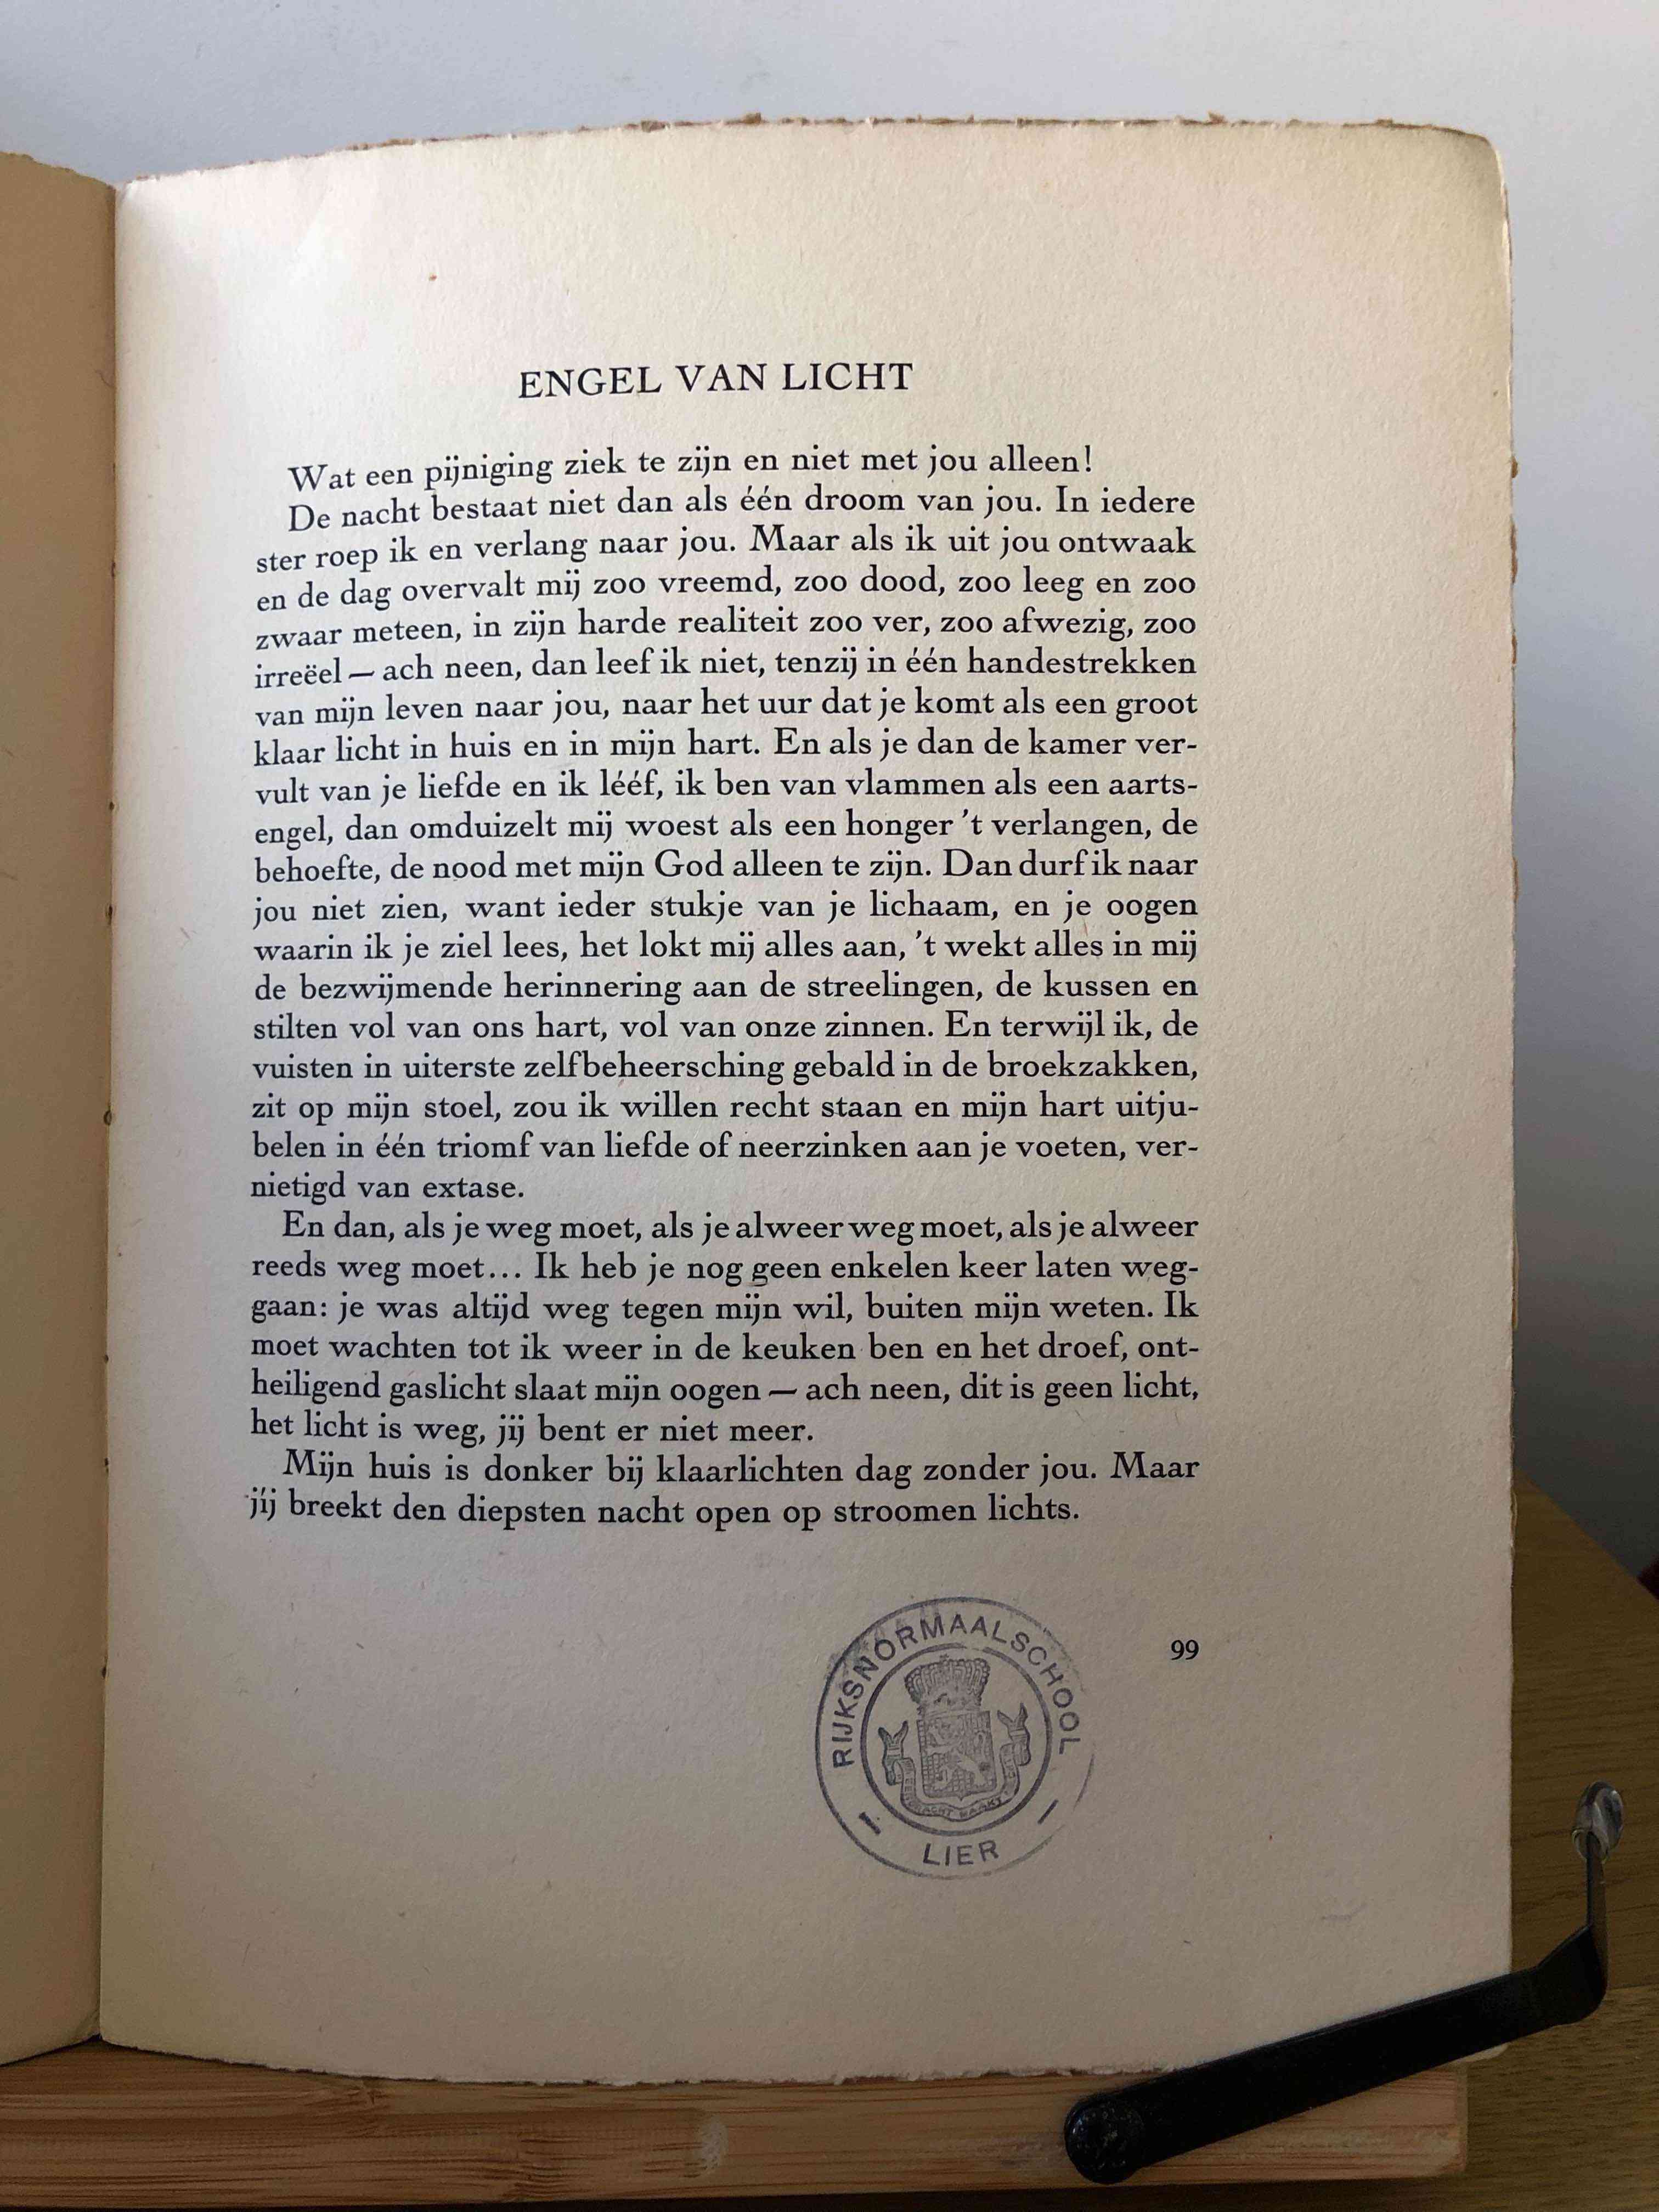 ENGEL VAN LICHT
Wat een pijniging ziek te zijn en niet met jou alleen!
De nacht bestaat niet dan als één droom van jou. In iedere
ster roep ik en verlang naar jou. Maar als ik uit jou ontwaak
en de dag overvalt mij zoo vreemd, zoo dood, zoo leeg en zoo
zwaar meteen, in zijn harde realiteit zoo ver, zoo afwezig, zoo
irreëel — ach neen, dan leef ik niet, tenzij in één handestrekken
van mijn leven naar jou, naar het uur dat je komt als een groot
klaar licht in huis en in mijn hart. En als je dan de kamer ver-
vult van je liefde en ik lééf, ik ben van vlammen als een aarts-
engel, dan omduizelt mij woest als een honger 't verlangen, de
behoefte, de nood met mijn God alleen te zijn. Dan durf ik naar
jou niet zien, want ieder stukje van je lichaam, en je oogen
waarin ik je ziel lees, het lokt mij alles aan, 't wekt alles in mij
de bezwijmende herinnering aan de streelingen, de kussen en
stilten vol van ons hart, vol van onze zinnen. En terwijl ik, de
vuisten in uiterste zelfbeheersching gebald in de broekzakken,
zit op mijn stoel, zou ik willen recht staan en mijn hart uitju-
belen in één triomf van liefde of neerzinken aan je voeten, ver-
nietigd van extase.
En dan, als je weg moet, als je alweer weg moet, als je alweer
reeds weg moet... Ik heb je nog geen enkelen keer laten weg-
gaan: je was altijd weg tegen mijn wil, buiten mijn weten. Ik
moet wachten tot ik weer in de keuken ben en het droef, ont-
heiligend gaslicht slaat mijn oogen — ach neen, dit is geen licht,
het licht is weg, jij bent er niet meer.
Mijn huis is donker bij klaarlichten dag zonder jou. Maar
jíj breekt den diepsten nacht open op stroomen lichts.
99
RIJKSNORMAALSCHOOL
MAAKT
— LIER —